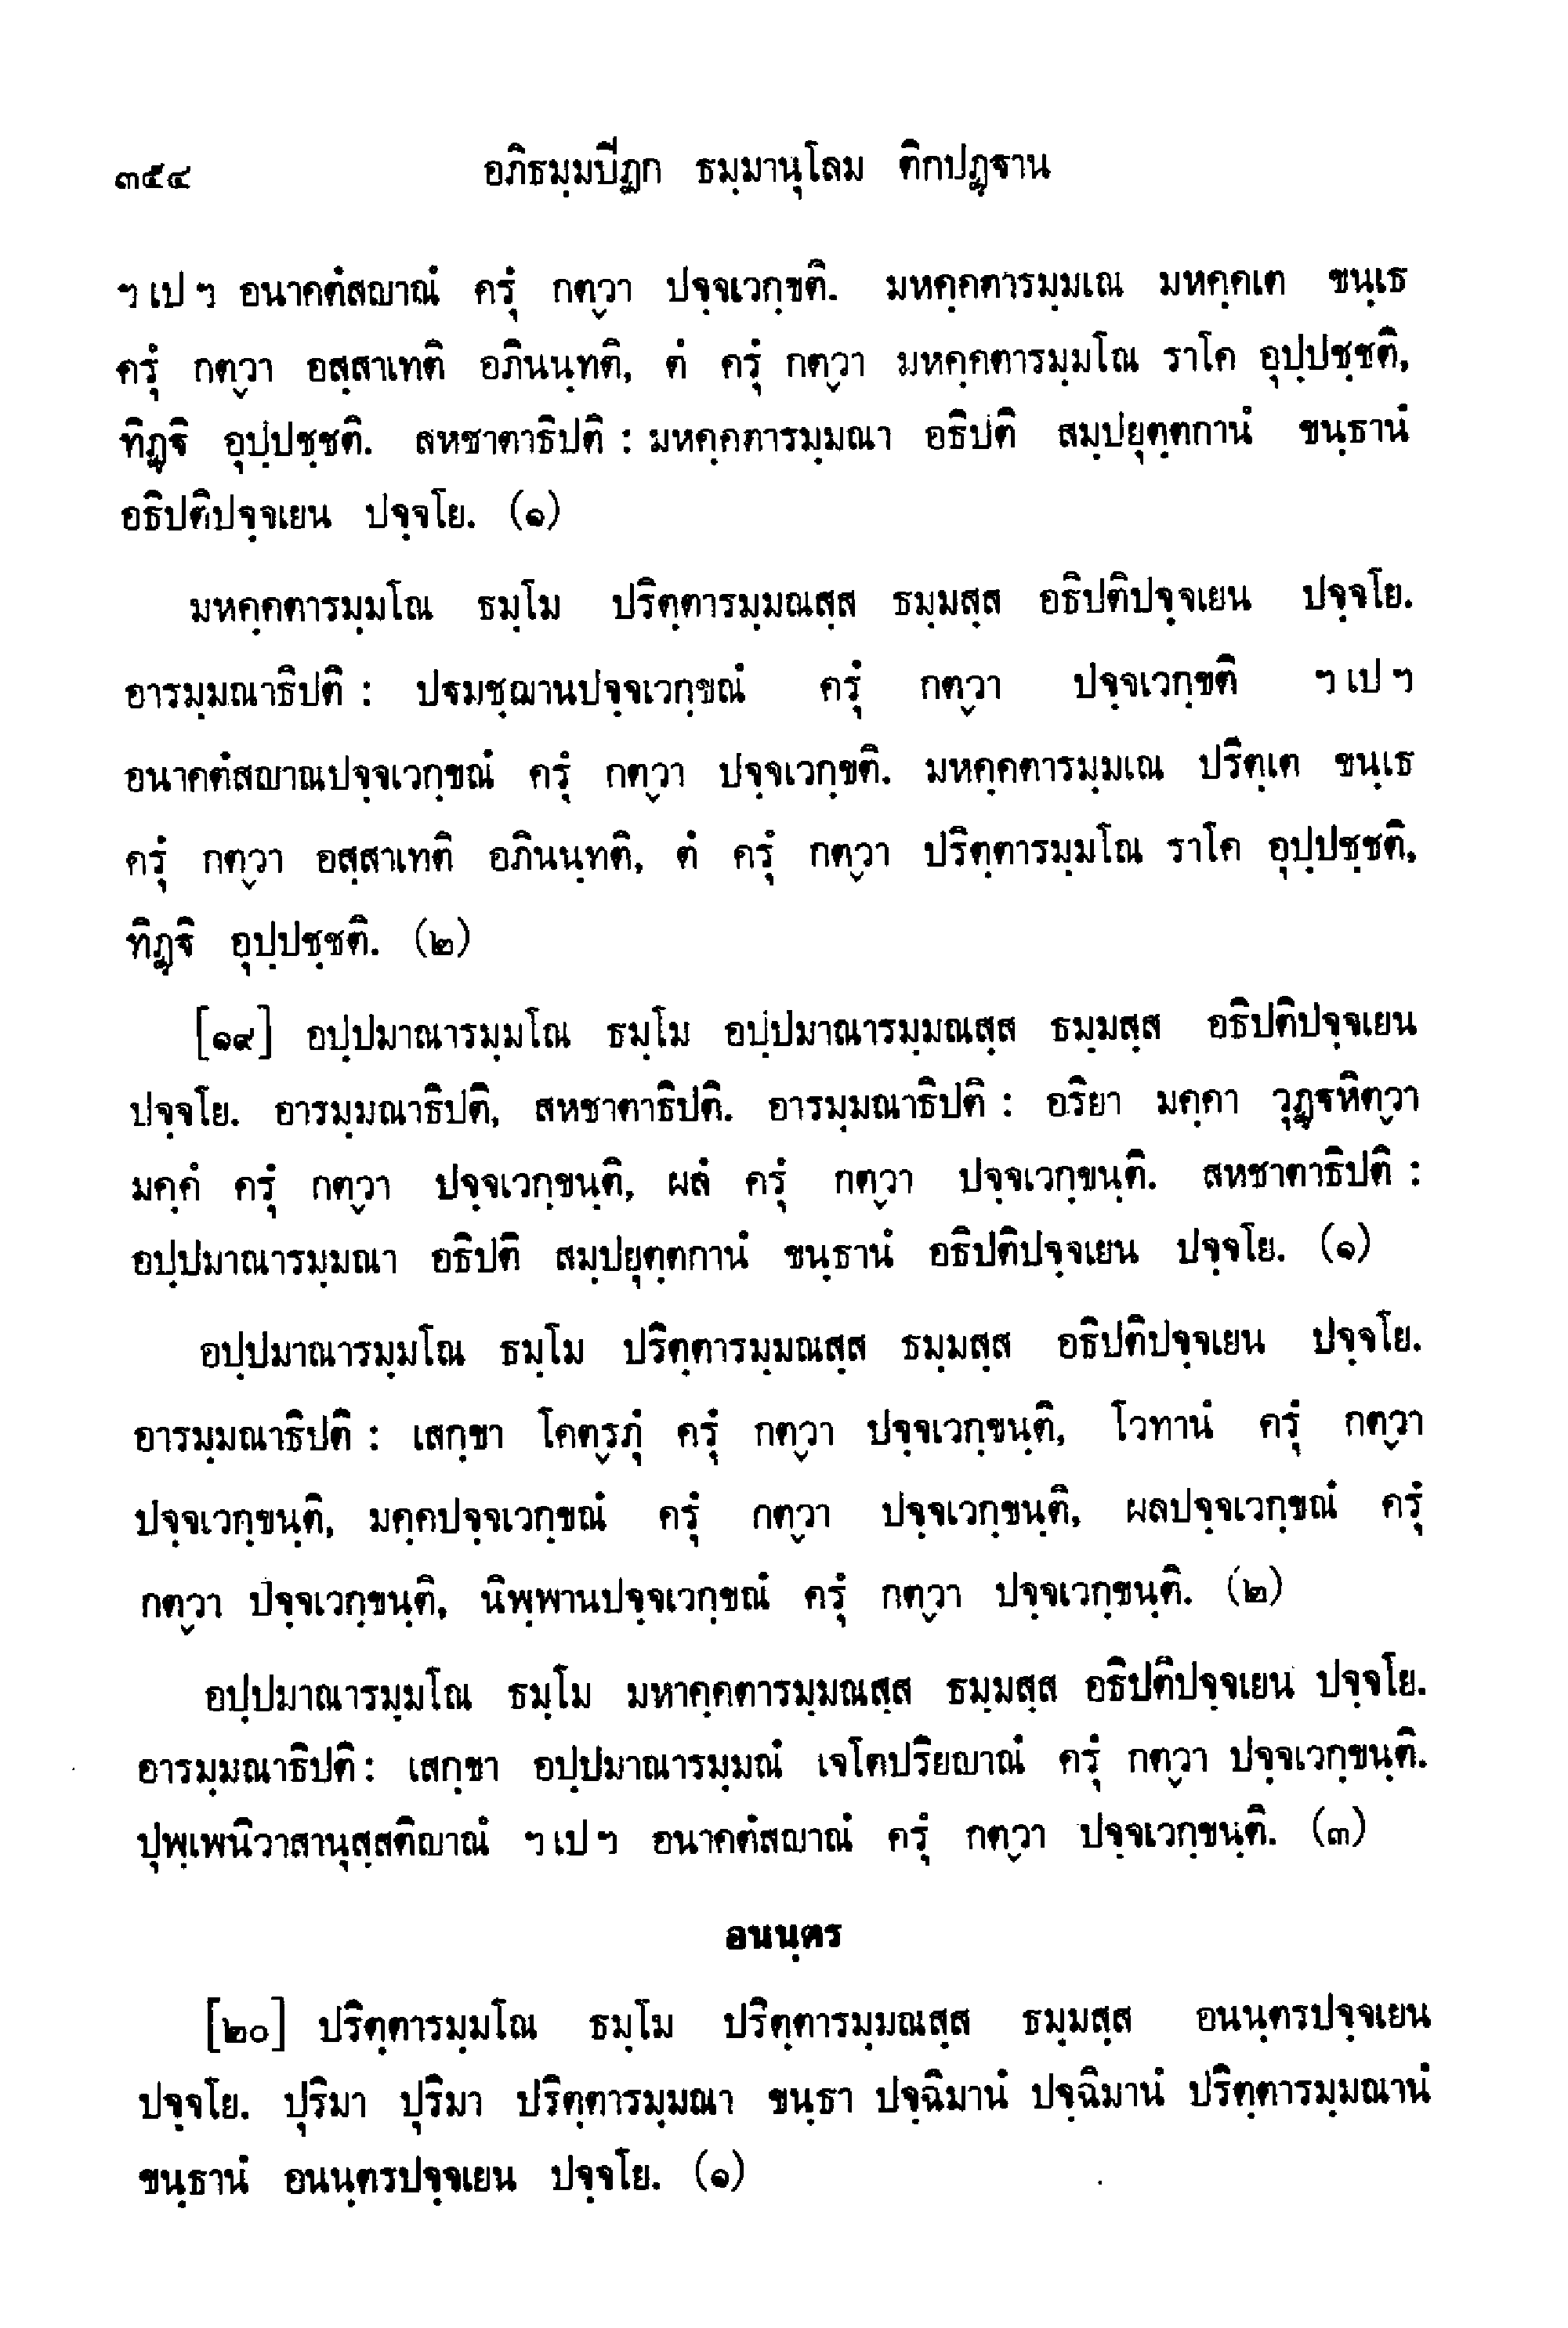 ๓๕๔ อภิธมฺมปีฏก ธมฺมานุโลม ติกปฏฺฐาน
ฯ เป ฯ อนาคตํสญาณํ ครุํ กตฺวา ปจฺจเวกฺขติ. มหคฺคตารมฺมเณ มหคฺคเต ขนฺเธ
ครุํ กตฺวา อสฺสาเทติ อภินนฺทติ, ตํ ครุํ กตฺวา มหคฺคตารมฺมโณ ราโค อุปฺปชฺชติ,
ทิฏฺฐิ อุปฺปชฺชติ. สหชาตาธิปติ : มหคฺคตารมฺมณา อธิปติ สมฺปยุตฺตกานํ ขนฺธานํ
อธิปติปจฺจเยน ปจฺจโย. (๑)
มหคฺคตารมฺมโณ ธมฺโม ปริตฺตารมฺมณสฺส ธมฺมสฺส อธิปติปจฺจเยน ปจฺจโย.
อารมฺมณาธิปติ : ปฐมชฺฌานปจฺจเวกฺขณํ ครุํ กตฺวา ปจฺจเวกฺขติ ฯ เป ฯ
อนาคตํสญาณปจฺจเวกฺขณํ ครุํ กตฺวา ปจฺจเวกฺขติ. มหคฺคตารมฺมเณ ปริตฺเต ขนฺเธ
ครุํ กตฺวา อสฺสาเทติ อภินนฺทติ, ตํ ครุํ กตฺวา ปริตฺตารมฺมโณ ราโค อุปฺปชฺชติ,
ทิฏฺฐิ อุปฺปชฺชติ. (๒)
[๑๙] อปฺปมาณารมฺมโณ ธมฺโม อปฺปมาณารมฺมณสฺส ธมฺมสฺส อธิปติปจฺจเยน
ปจฺจโย. อารมฺมณาธิปติ, สหชาตาธิปติ. อารมฺมณาธิปติ : อริยา มคฺคา วุฏฺฐหิตฺวา
มคฺคํ ครุํ กตฺวา ปจฺจเวกฺขนฺติ, ผลํ ครุํ กตฺวา ปจฺจเวกฺขนฺติ. สหชาตาธิปติ :
อปฺปมาณารมฺมณา อธิปติ สมฺปยุตฺตกานํ ขนฺธานํ อธิปติปจฺจเยน ปจฺจโย. (๑)
อปฺปมาณารมฺมโณ ธมฺโม ปริตฺตารมฺมณสฺส ธมฺมสฺส อธิปติปจฺจเยน ปจฺจโย.
อารมฺมณาธิปติ : เสกฺขา โคตฺรภุํ ครุํ กตฺวา ปจฺจเวกฺขนฺติ, โวทานํ ครุํ กตฺวา
ปจฺจเวกฺขนฺติ, มคฺคปจฺจเวกฺขณํ ครุํ กตฺวา ปจฺจเวกฺขนฺติ, ผลปจฺจเวกฺขณํ ครุํ
กตฺวา ปจฺจเวกฺขนฺติ, นิพฺพานปจฺจเวกฺขณํ ครุํ กตฺวา ปจฺจเวกฺขนฺติ. (๒)
อปฺปมาณารมฺมโณ ธมฺโม มหาคฺคตารมฺมณสฺส ธมฺมสฺส อธิปติปจฺจเยน ปจฺจโย.
อารมฺมณาธิปติ : เสกฺขา อปฺปมาณารมฺมณํ เจโตปริยญาณํ ครุํ กตฺวา ปจฺจเวกฺขนฺติ.
ปุพฺเพนิวาสานุสฺสติญาณํ ฯ เป ฯ อนาคตํสญาณํ ครุํ กตฺวา ปจฺจเวกฺขนฺติ. (๓)
อนนฺตร
[๒๐] ปริตฺตารมฺมโณ ธมฺโม ปริตฺตารมฺมณสฺส ธมฺมสฺส อนนฺตรปจฺจเยน
ปจฺจโย. ปุริมา ปุริมา ปริตฺตารมฺมณา ขนฺธา ปจฺฉิมานํ ปจฺฉิมานํ ปริตฺตารมฺมณานํ
ขนฺธานํ อนนฺตรปจฺจเยน ปจฺจโย. (๑)